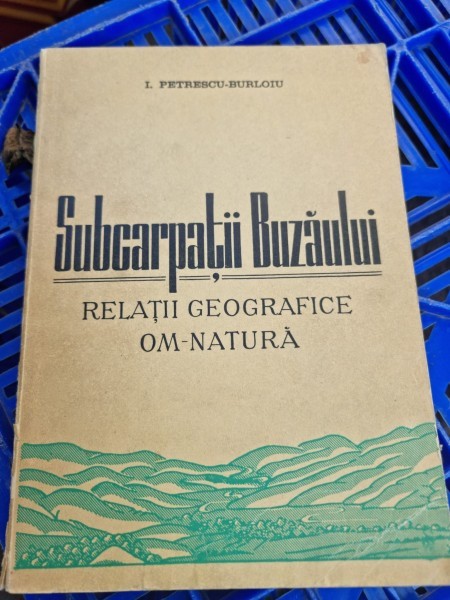 I. PETRESCU-BURLOIU
Subcarpații Buzăului
RELAȚII GEOGRAFICE
OM-NATURĂ